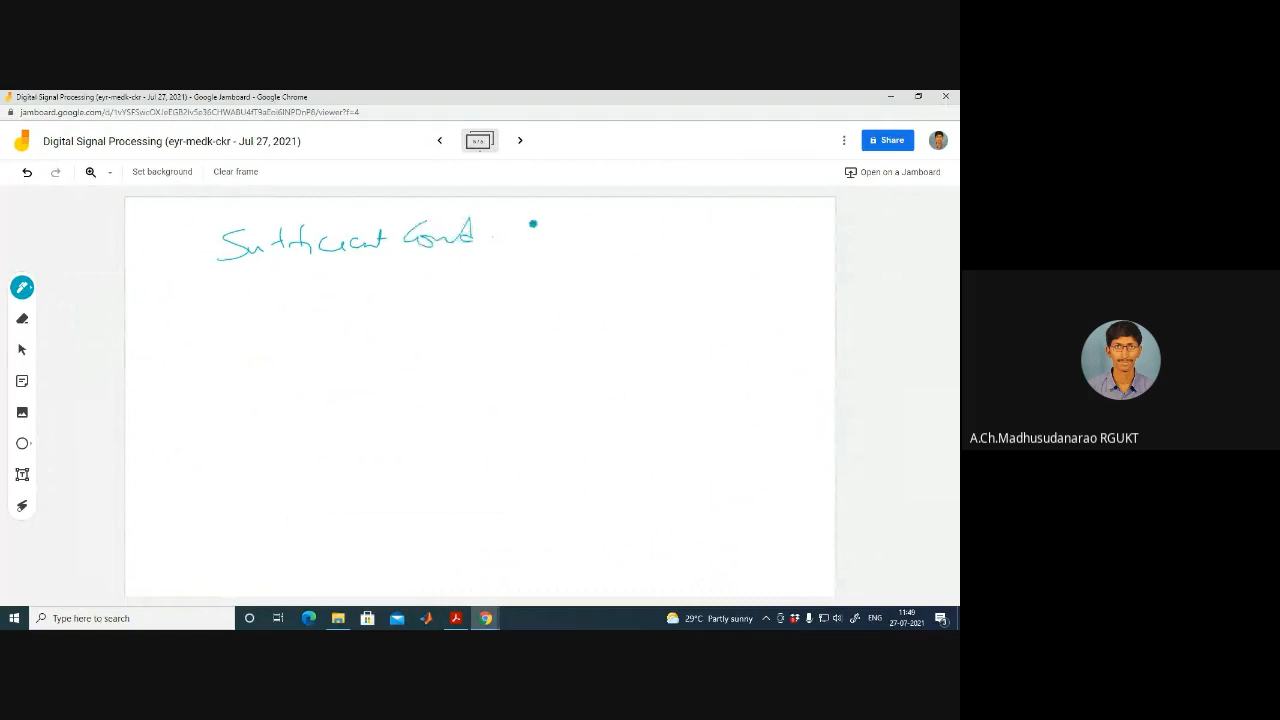 Digital Signal Processing (eyr-medk-ckr - Jul 27, 2021) - Google Jamboard - Google Chrome
Digital Signal Processing (eyr-medk-ckr - Jul 27, 2021)
Share
Set background
Clear frame
Open on a Jamboard
Sufficient Cond
A.Ch.Madhusudanarao RGUKT
Type here to search
29°C Partly sunny
ENG
11:49
27-07-2021